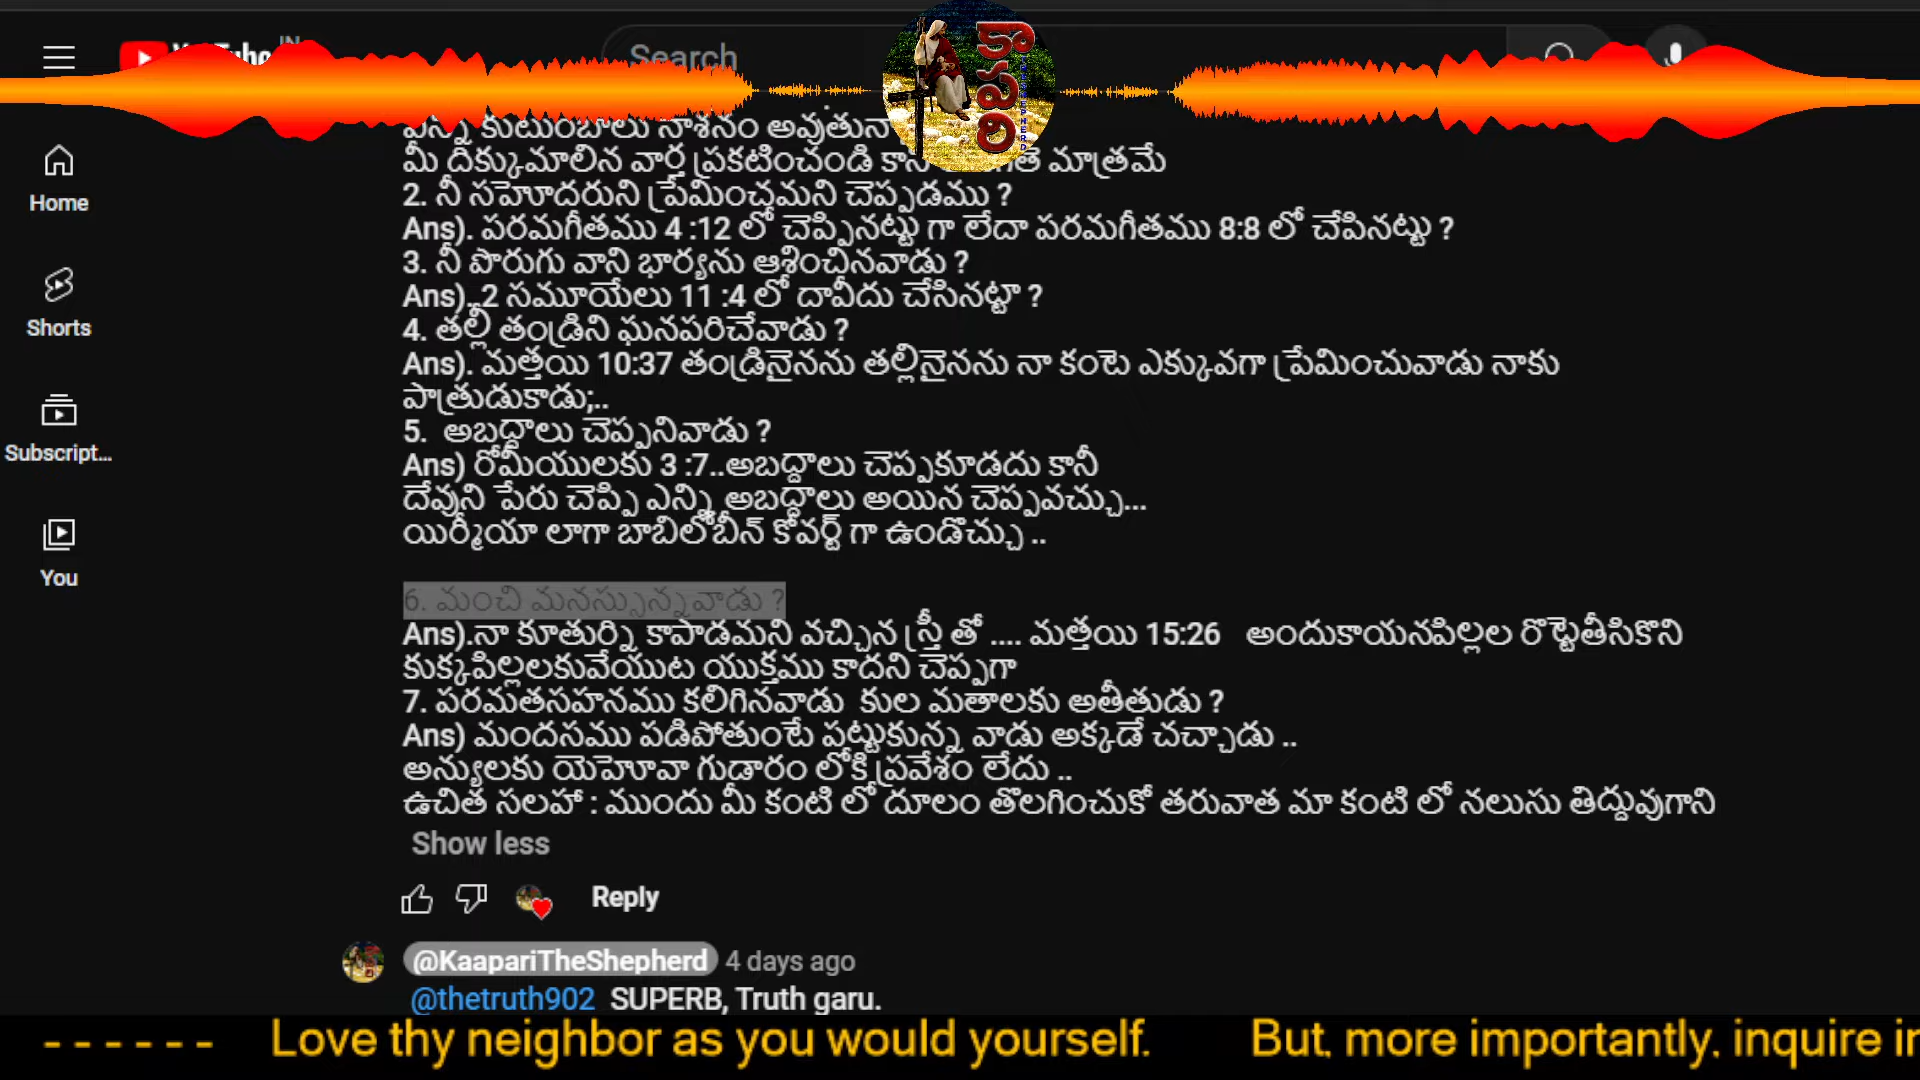 Search
కాపరి
కుటుంబాలు నాశనం
మీ దిక్కుమాలిన వార్త ప్రకటించండి మాత్రమే
2. నీ సహెూదరుని ప్రేమించమని చెప్పడము ?
Ans). పరమగీతము 4 :12 లో చెప్పినట్టు గా లేదా పరమగీతము 8:8 లో చేపినట్టు ?
3. నీ పొరుగు వాని భార్యను ఆశించినవాడు ?
Ans)..2 సమూయేలు 11 :4 లో దావీదు చేసినట్టా ?
4. తల్లి తండ్రిని ఘనపరిచేవాడు ?
Ans). మత్తయి 10:37 తండ్రినైనను తల్లినైనను నా కంటె ఎక్కువగా ప్రేమించువాడు నాకు
పాత్రుడుకాడు;..
5. అబద్ధాలు చెప్పనివాడు ?
Ans) రోమీయులకు 3 :7..అబద్దాలు చెప్పకూడదు కానీ
దేవుని పేరు చెప్పి ఎన్ని అబద్ధాలు అయిన చెప్పవచ్చు...
యిర్మీయా లాగా బాబిలోబీన్ కోవర్ట్ గా ఉండొచ్చు ..
6. మంచి మనస్సున్నవాడు ?
Ans).నా కూతుర్ని కాపాడమని వచ్చిన స్త్రీ తో .... మత్తయి 15:26 అందుకాయనపిల్లల రొట్టెతీసికొని
కుక్కపిల్లలకువేయుట యుక్తము కాదని చెప్పగా
7. పరమతసహనము కలిగినవాడు కుల మతాలకు అతీతుడు ?
Ans) మందసము పడిపోతుంటే పట్టుకున్న వాడు అక్కడే చచ్చాడు ..
అన్యులకు యెహెూవా గుడారం లోకి ప్రవేశం లేదు ..
ఉచిత సలహా : ముందు మీ కంటి లో దూలం తొలగించుకో తరువాత మా కంటి లో నలుసు తిద్దువుగాని
Show less
Reply
@KaapariTheShepherd 4 days ago
@thetruth902 SUPERB, Truth garu.
Home
Shorts
Subscript...
You
------ Love thy neighbor as you would yourself. But, more importantly, inquire